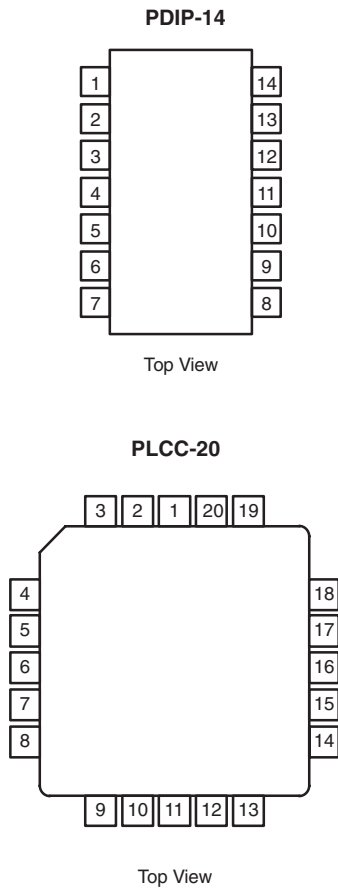 PDIP-14
1 14
2 13
3 12
4 11
5 10
6 9
7 8
Top View
PLCC-20
3 2 1 20 19
4 18
5 17
6 16
7 15
8 14
9 10 11 12 13
Top View